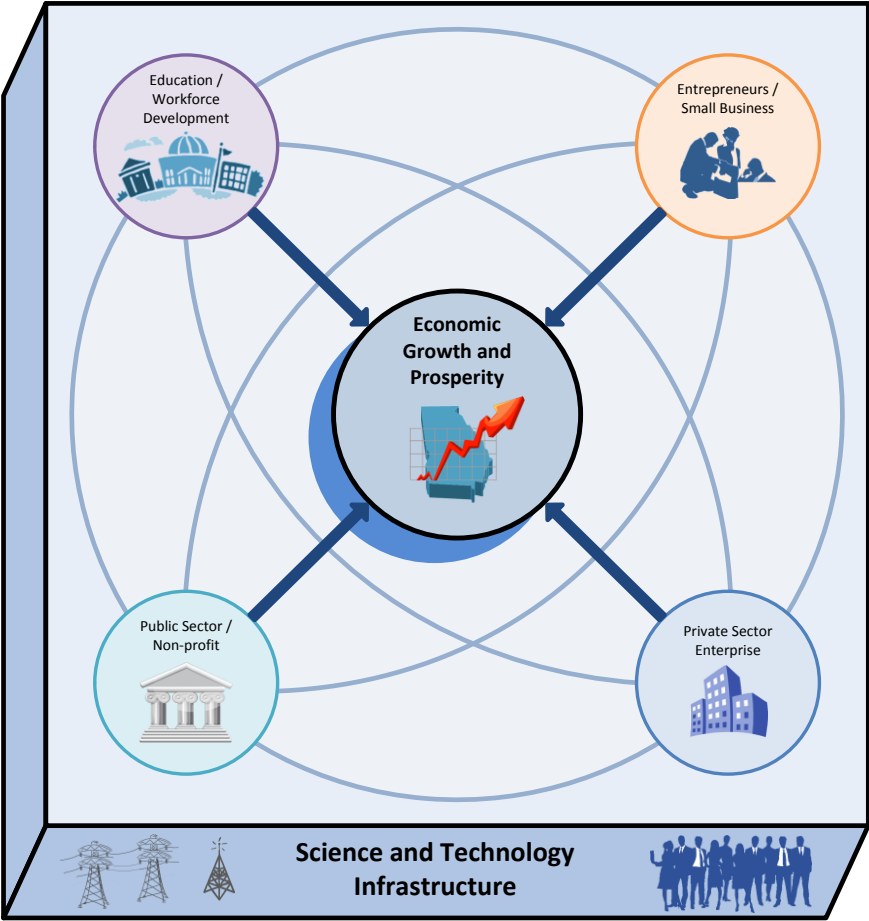 Education /
Workforce
Development
Entrepreneurs /
Small Business
Economic
Growth and
Prosperity
Public Sector /
Non-profit
Private Sector
Enterprise
Science and Technology
Infrastructure